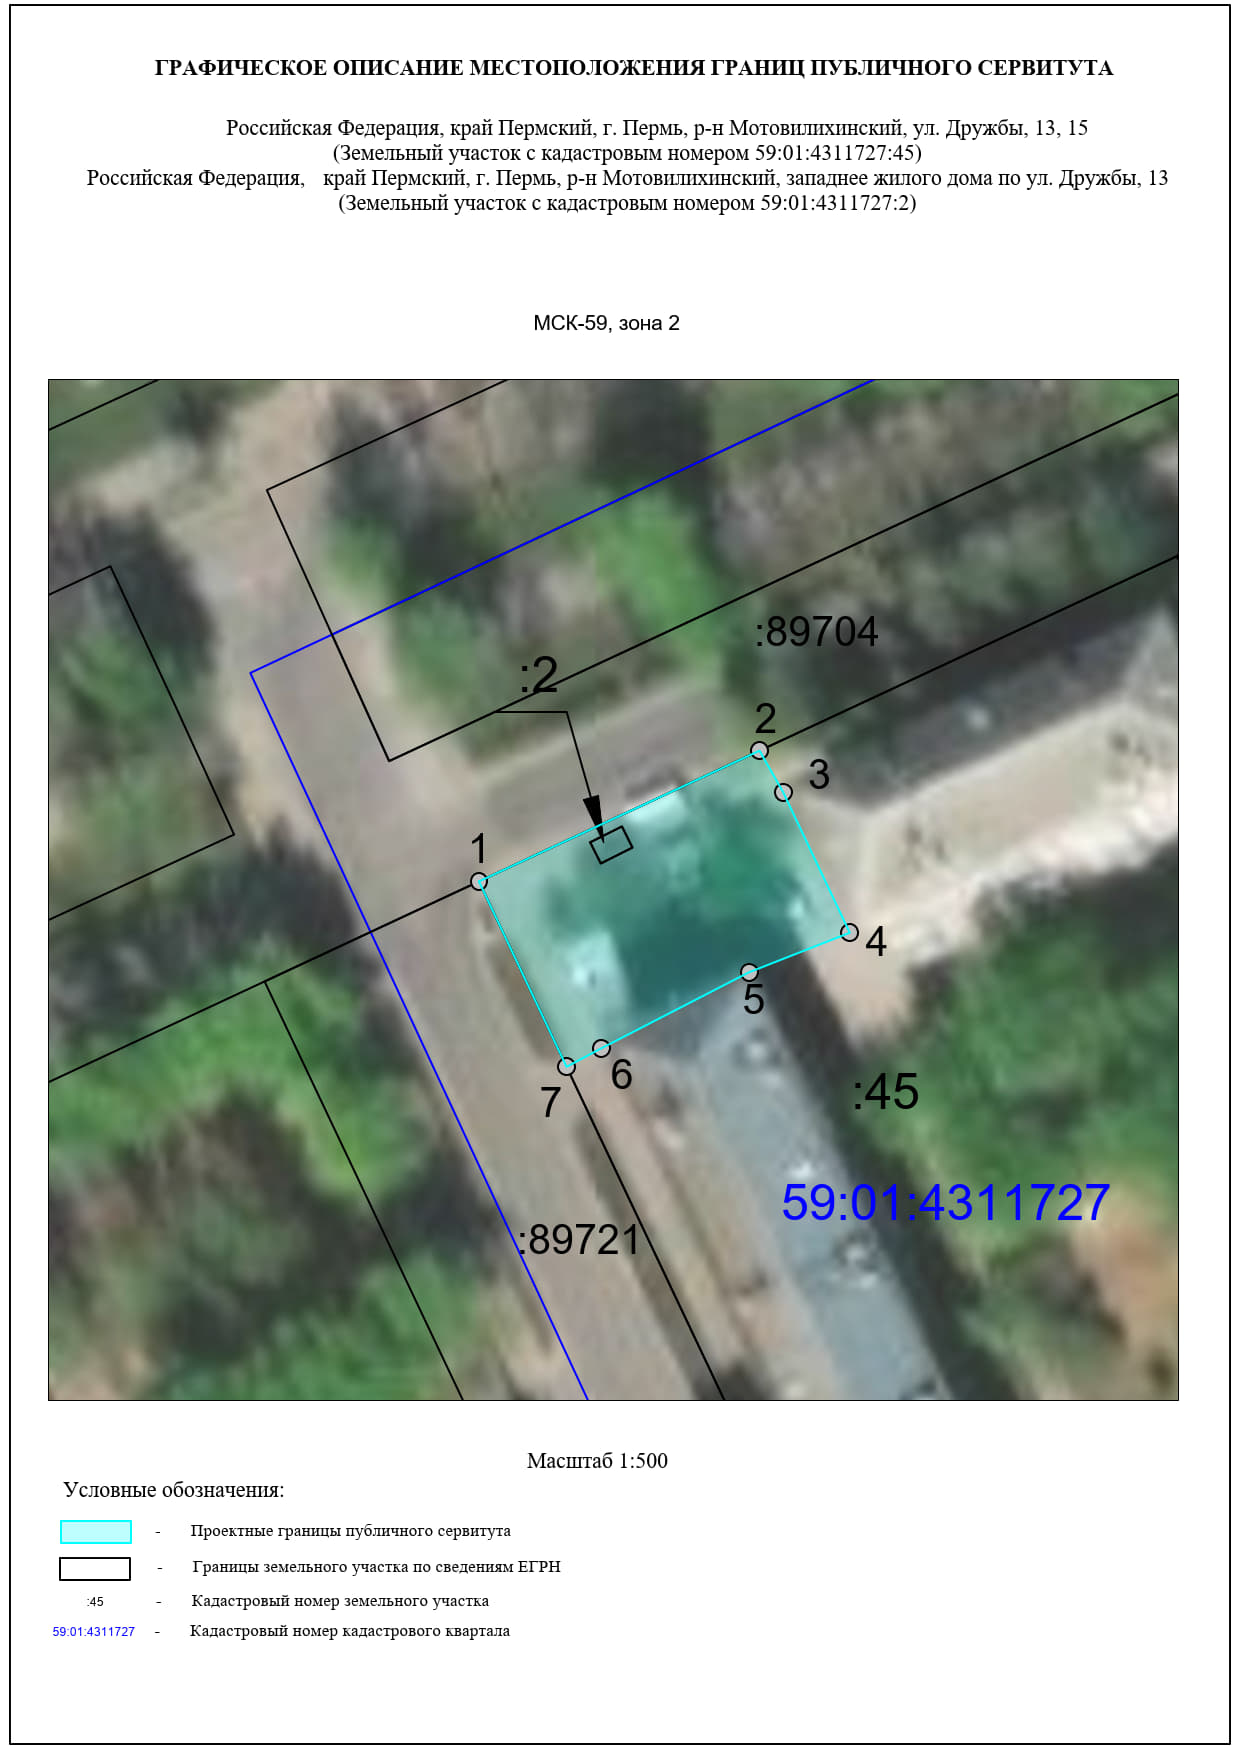 ГРАФИЧЕСКОЕ ОПИСАНИЕ МЕСТОПОЛОЖЕНИЯ ГРАНИЦ ПУБЛИЧНОГО СЕРВИТУТА
Российская Федерация, край Пермский, г. Пермь, р-н Мотовилихинский, ул. Дружбы, 13, 15
(Земельный участок с кадастровым номером 59:01:4311727:45)
Российская Федерация, край Пермский, г. Пермь, р-н Мотовилихинский, западнее жилого дома по ул. Дружбы, 13
(Земельный участок с кадастровым номером 59:01:4311727:2)
МСК-59, зона 2
:89704
:2
2
3
1
4
5
6
7
:45
59:01:4311727
:89721
Масштаб 1:500
Условные обозначения:
- Проектные границы публичного сервитута
- Границы земельного участка по сведениям ЕГРН
:45 - Кадастровый номер земельного участка
59:01:4311727 - Кадастровый номер кадастрового квартала